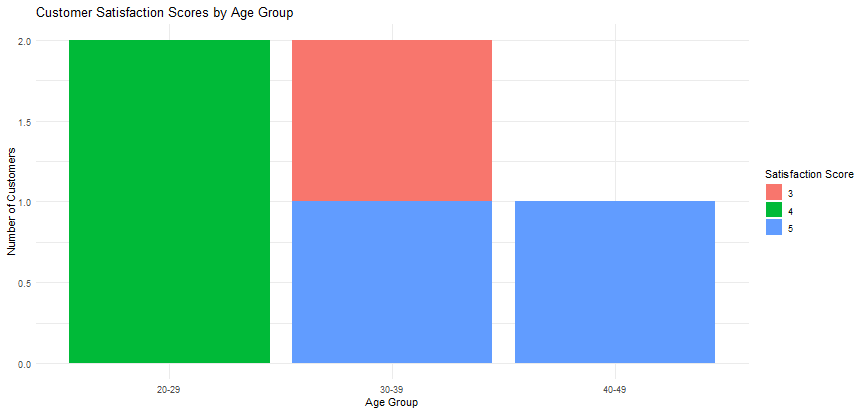 Customer Satisfaction Scores by Age Group
Number of Customers
2.0
1.5
1.0
0.5
0.0
20-29
30-39
40-49
Age Group
Satisfaction Score
3
4
5